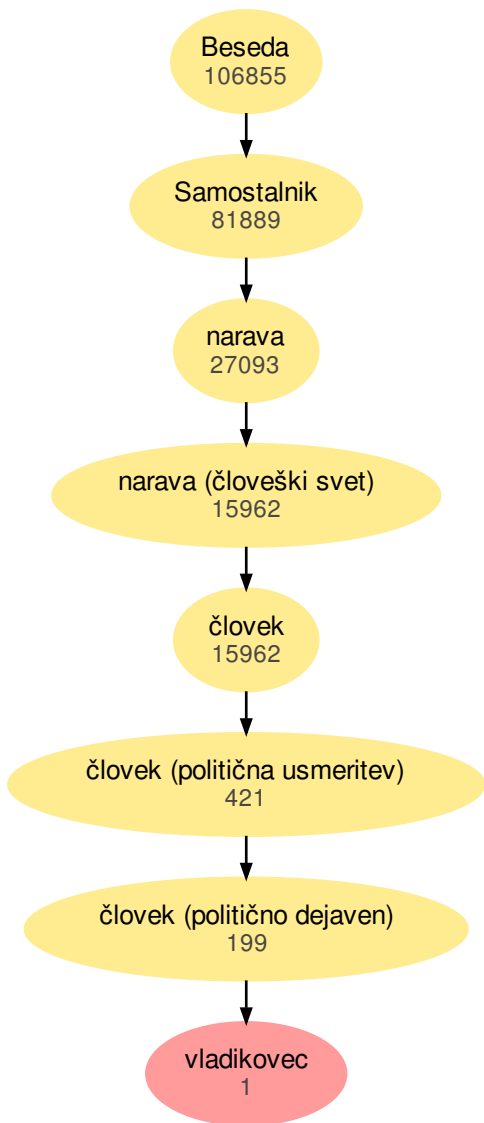 Beseda
106855
Samostalnik
81889
narava
27093
narava (človeški svet)
15962
človek
15962
človek (politična usmeritev)
421
človek (politično dejaven)
199
vladikovec
1